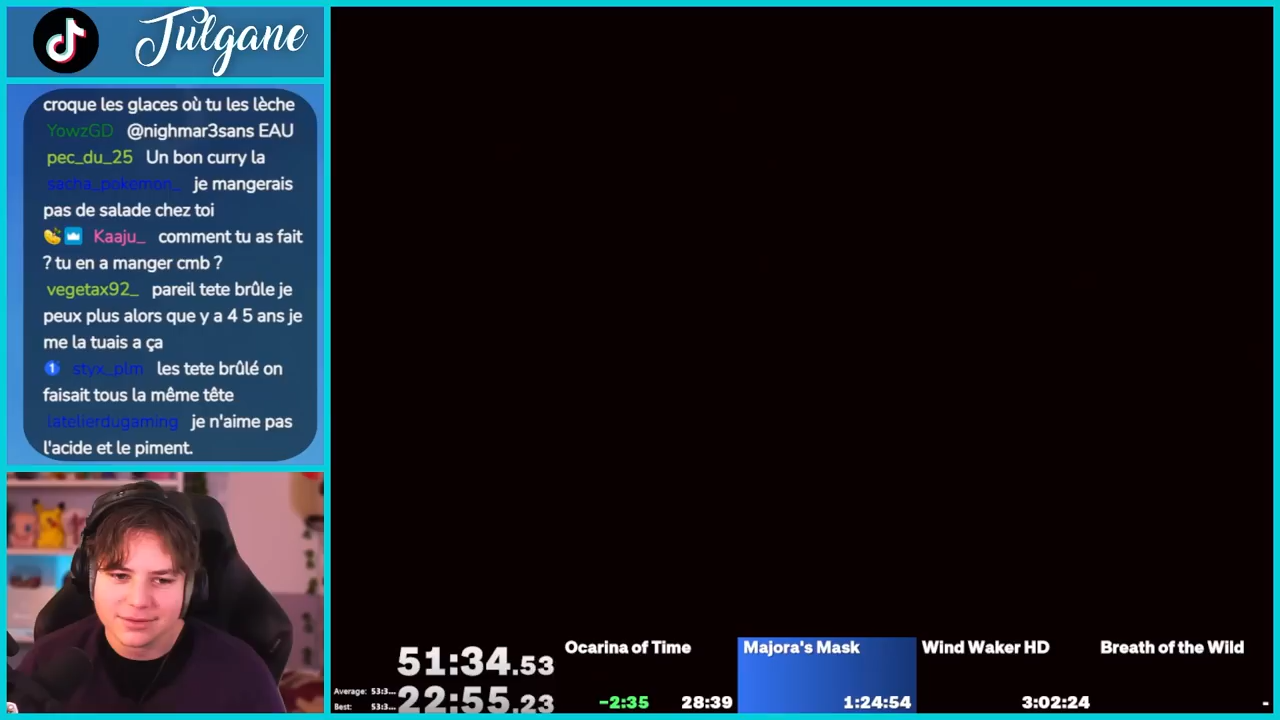 Julgane
croque les glaces où tu les lèche
YowzGD @nighmar3sans EAU
pec_du_25 Un bon curry la
sacha_pokemon_ je mangerais
pas de salade chez toi
Kaaju_ comment tu as fait
? tu en a manger cmb ?
vegetax92_ pareil tete brûle je
peux plus alors que y a 4 5 ans je
me la tuais a ça
1 styx_plm les tete brûlé on
faisait tous la même tête
latelierdugaming je n'aime pas
l'acide et le piment.
51:34.53
Average: 53:3...
Best: 53:3...
22:55.23
Ocarina of Time
-2:35 28:39
Majora's Mask
1:24:54
Wind Waker HD
3:02:24
Breath of the Wild
-